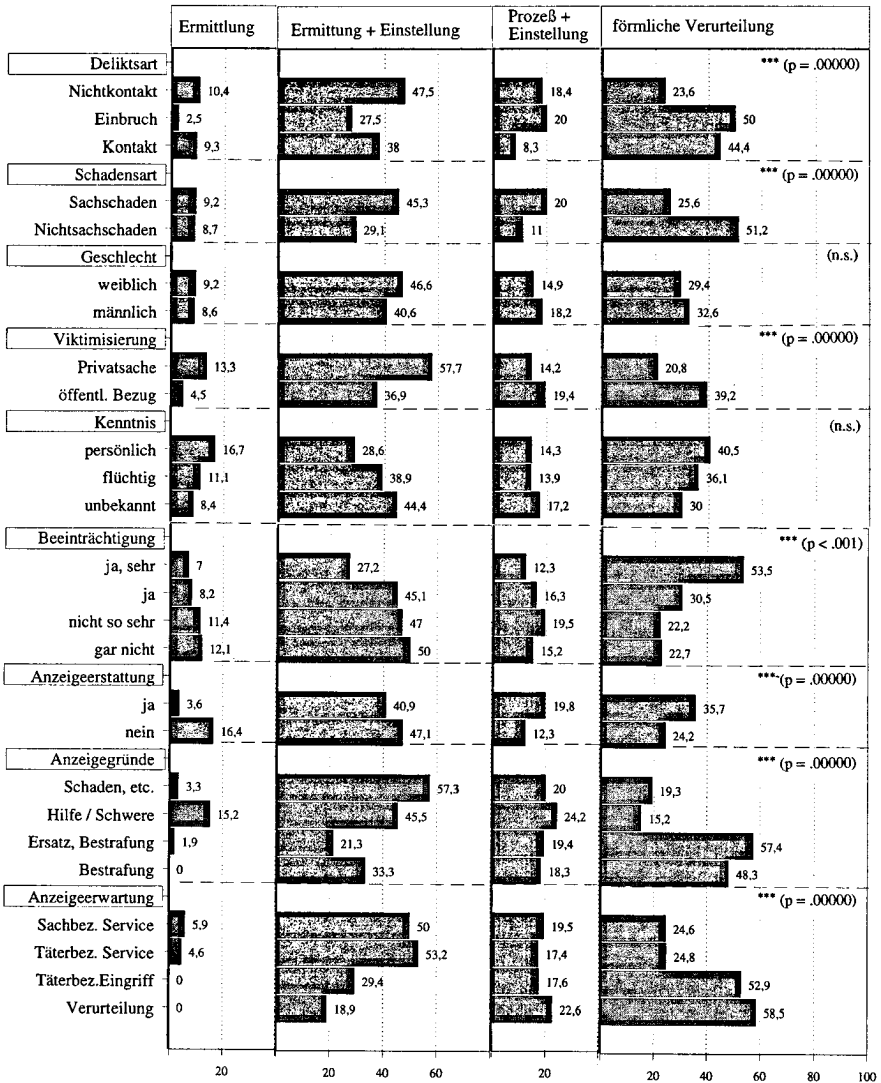 Ermittlung Ermittung + Einstellung Prozeß + Einstellung förmliche Verurteilung
Deliktsart *** (p = .00000)
Nichtkontakt 10,4 47,5 18,4 23,6
Einbruch 2,5 27,5 20 50
Kontakt 9,3 38 8,3 44,4
Schadensart *** (p = .00000)
Sachschaden 9,2 45,3 20 25,6
Nichtsachschaden 8,7 29,1 11 51,2
Geschlecht (n.s.)
weiblich 9,2 46,6 14,9 29,4
männlich 8,6 40,6 18,2 32,6
Viktimisierung *** (p = .00000)
Privatsache 13,3 57,7 14,2 20,8
öffentl. Bezug 4,5 36,9 19,4 39,2
Kenntnis (n.s.)
persönlich 16,7 28,6 14,3 40,5
flüchtig 11,1 38,9 13,9 36,1
unbekannt 8,4 44,4 17,2 30
Beeinträchtigung *** (p < .001)
ja, sehr 7 27,2 12,3 53,5
ja 8,2 45,1 16,3 30,5
nicht so sehr 11,4 47 19,5 22,2
gar nicht 12,1 50 15,2 22,7
Anzeigeerstattung *** (p = .00000)
ja 3,6 40,9 19,8 35,7
nein 16,4 47,1 12,3 24,2
Anzeigegründe *** (p = .00000)
Schaden, etc. 3,3 57,3 20 19,3
Hilfe / Schwere 15,2 45,5 24,2 15,2
Ersatz, Bestrafung 1,9 21,3 19,4 57,4
Bestrafung 0 33,3 18,3 48,3
Anzeigeerwartung *** (p = .00000)
Sachbez. Service 5,9 50 19,5 24,6
Täterbez. Service 4,6 53,2 17,4 24,8
Täterbez.Eingriff 0 29,4 17,6 52,9
Verurteilung 0 18,9 22,6 58,5
20 20 40 60 20 20 40 60 80 100